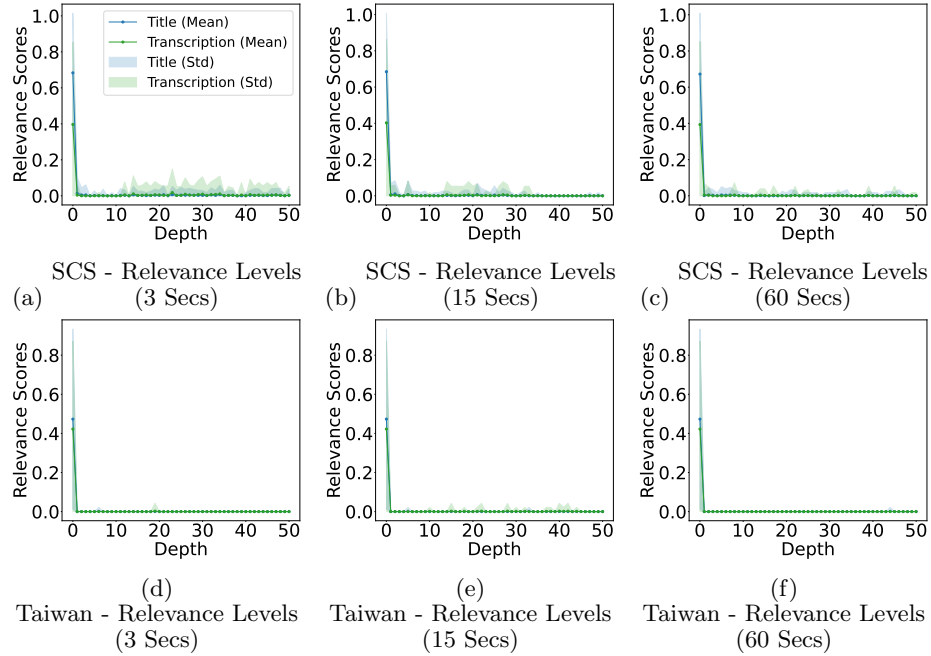 1.0
0.8
0.6
0.4
0.2
0.0
Relevance Scores
Title (Mean)
Transcription (Mean)
Title (Std)
Transcription (Std)
0 10 20 30 40 50
Depth
1.0
0.8
0.6
0.4
0.2
0.0
Relevance Scores
0 10 20 30 40 50
Depth
1.0
0.8
0.6
0.4
0.2
0.0
Relevance Scores
0 10 20 30 40 50
Depth
SCS - Relevance Levels
(a) (3 Secs)
SCS - Relevance Levels
(b) (15 Secs)
SCS - Relevance Levels
(c) (60 Secs)
0.8
0.6
0.4
0.2
0.0
Relevance Scores
0 10 20 30 40 50
Depth
0.8
0.6
0.4
0.2
0.0
Relevance Scores
0 10 20 30 40 50
Depth
0.8
0.6
0.4
0.2
0.0
Relevance Scores
0 10 20 30 40 50
Depth
(d)
Taiwan - Relevance Levels
(3 Secs)
(e)
Taiwan - Relevance Levels
(15 Secs)
(f)
Taiwan - Relevance Levels
(60 Secs)